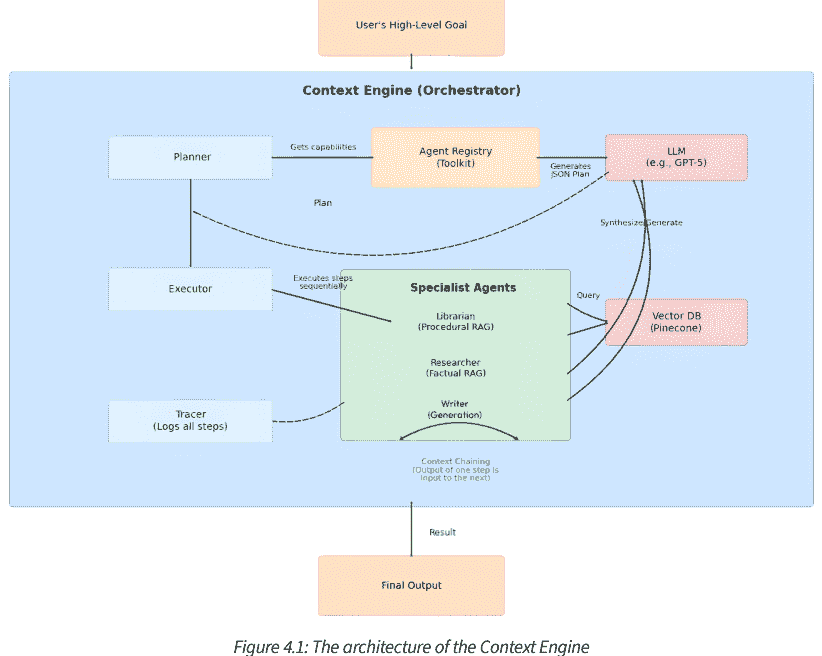 User's High-Level Goal
Context Engine (Orchestrator)
Planner
Gets capabilities
Agent Registry
(Toolkit)
Generates
JSON Plan
LLM
(e.g., GPT-5)
Plan
Synthesize/Generate
Executor
Executes steps
sequentially
Specialist Agents
Librarian
(Procedural RAG)
Query
Vector DB
(Pinecone)
Researcher
(Factual RAG)
Writer
(Generation)
Tracer
(Logs all steps)
Context Chaining
(Output of one step is
input to the next)
Result
Final Output
Figure 4.1: The architecture of the Context Engine